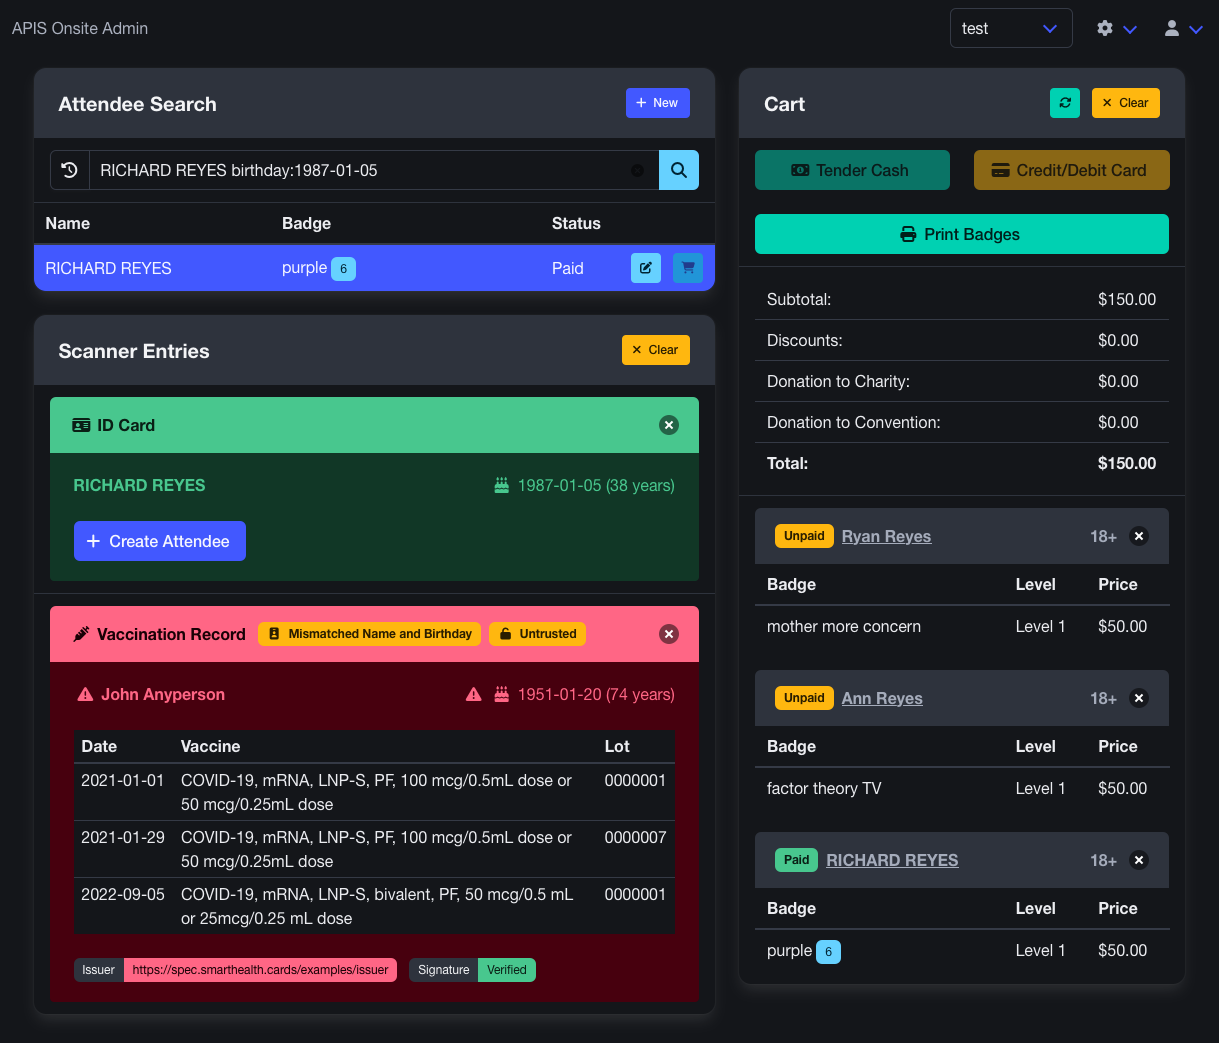 APIS Onsite Admin
test
Attendee Search
New
RICHARD REYES birthday:1987-01-05
Name Badge Status
RICHARD REYES purple 6 Paid
Scanner Entries
Clear
ID Card
RICHARD REYES 1987-01-05 (38 years)
Create Attendee
Vaccination Record Mismatched Name and Birthday Untrusted
John Anyperson 1951-01-20 (74 years)
Date Vaccine Lot
2021-01-01 COVID-19, mRNA, LNP-S, PF, 100 mcg/0.5mL dose or 0000001
50 mcg/0.25mL dose
2021-01-29 COVID-19, mRNA, LNP-S, PF, 100 mcg/0.5mL dose or 0000007
50 mcg/0.25mL dose
2022-09-05 COVID-19, mRNA, LNP-S, bivalent, PF, 50 mcg/0.5 mL 0000001
or 25mcg/0.25 mL dose
Issuer https://spec.smarthealth.cards/examples/issuer Signature Verified
Cart
Clear
Tender Cash Credit/Debit Card
Print Badges
Subtotal: $150.00
Discounts: $0.00
Donation to Charity: $0.00
Donation to Convention: $0.00
Total: $150.00
Unpaid Ryan Reyes 18+
Badge Level Price
mother more concern Level 1 $50.00
Unpaid Ann Reyes 18+
Badge Level Price
factor theory TV Level 1 $50.00
Paid RICHARD REYES 18+
Badge Level Price
purple 6 Level 1 $50.00